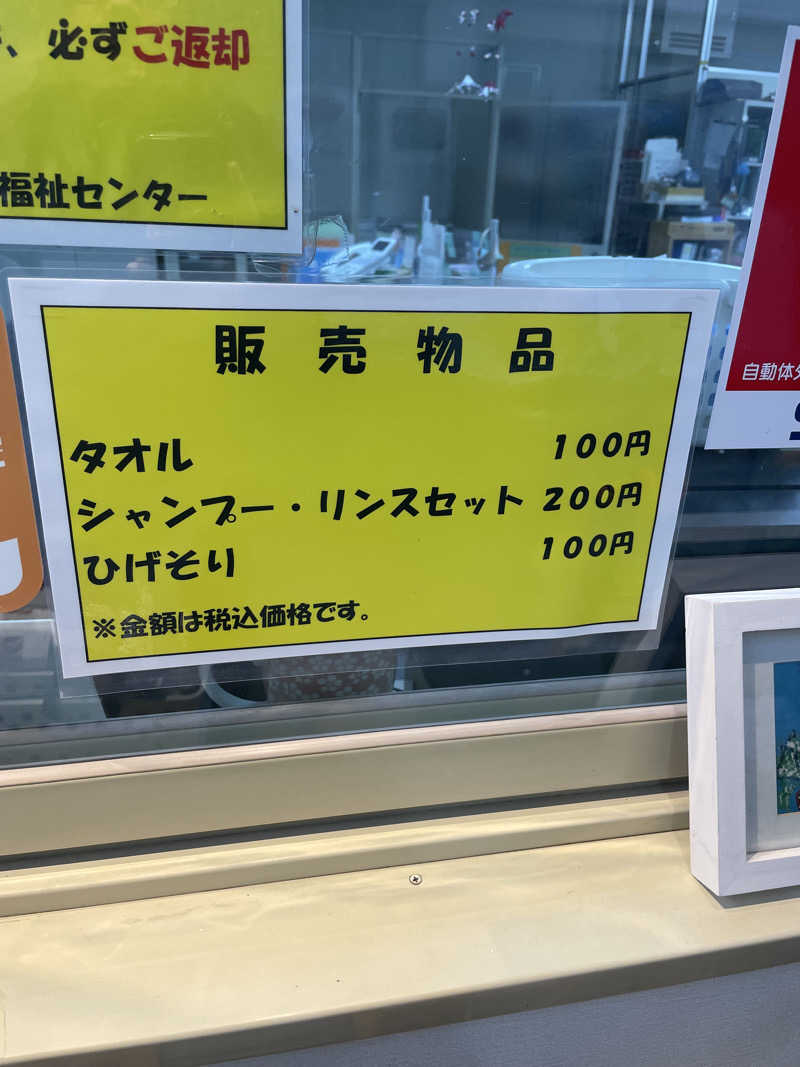 、必ずご返却
福祉センター
販売物品
タオル 100円
シャンプー・リンスセット 200円
ひげそり 100円
※金額は税込価格です。
自動体外